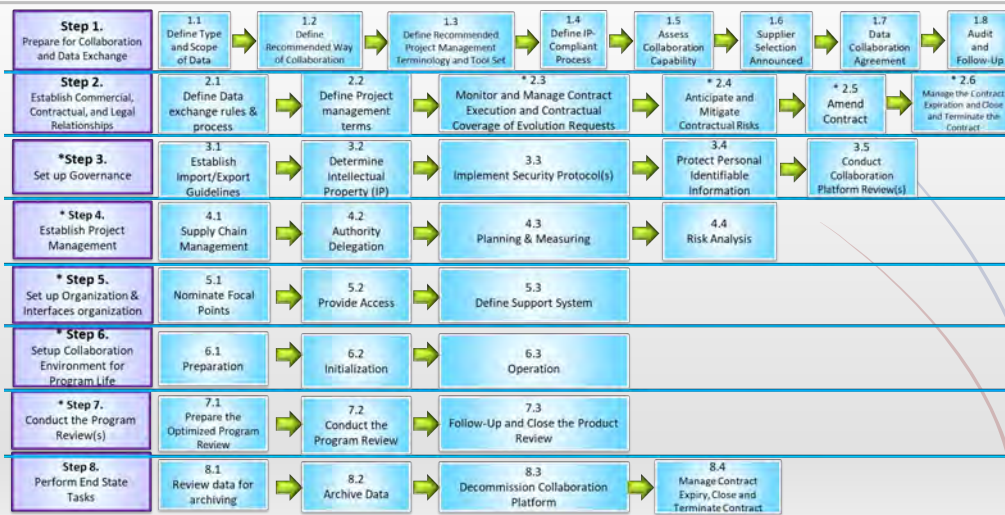 Step 1.
Prepare for Collaboration
and Data Exchange
1.1
Define Type
and Scope
of Data
1.2
Define
Recommended Way
of Collaboration
1.3
Define Recommended
Project Management
Terminology and Tool Set
1.4
Define IP-
Compliant
Process
1.5
Assess
Collaboration
Capability
1.6
Supplier
Selection
Announced
1.7
Data
Collaboration
Agreement
1.8
Audit
and
Follow-Up
Step 2.
Establish Commercial,
Contractual, and Legal
Relationships
2.1
Define Data
exchange rules &
process
2.2
Define Project
management
terms
* 2.3
Monitor and Manage Contract
Execution and Contractual
Coverage of Evolution Requests
* 2.4
Anticipate and
Mitigate
Contractual Risks
* 2.5
Amend
Contract
* 2.6
Manage the Contract
Expiration and Close
and Terminate the
Contract
*Step 3.
Set up Governance
3.1
Establish
Import/Export
Guidelines
3.2
Determine
Intellectual
Property (IP)
3.3
Implement Security Protocol(s)
3.4
Protect Personal
Identifiable
Information
3.5
Conduct
Collaboration
Platform Review(s)
* Step 4.
Establish Project
Management
4.1
Supply Chain
Management
4.2
Authority
Delegation
4.3
Planning & Measuring
4.4
Risk Analysis
* Step 5.
Set up Organization &
Interfaces organization
5.1
Nominate Focal
Points
5.2
Provide Access
5.3
Define Support System
* Step 6.
Setup Collaboration
Environment for
Program Life
6.1
Preparation
6.2
Initialization
6.3
Operation
* Step 7.
Conduct the Program
Review(s)
7.1
Prepare the
Optimized Program
Review
7.2
Conduct the
Program Review
7.3
Follow-Up and Close the Product
Review
Step 8.
Perform End State
Tasks
8.1
Review data for
archiving
8.2
Archive Data
8.3
Decommission Collaboration
Platform
8.4
Manage Contract
Expiry, Close and
Terminate Contract